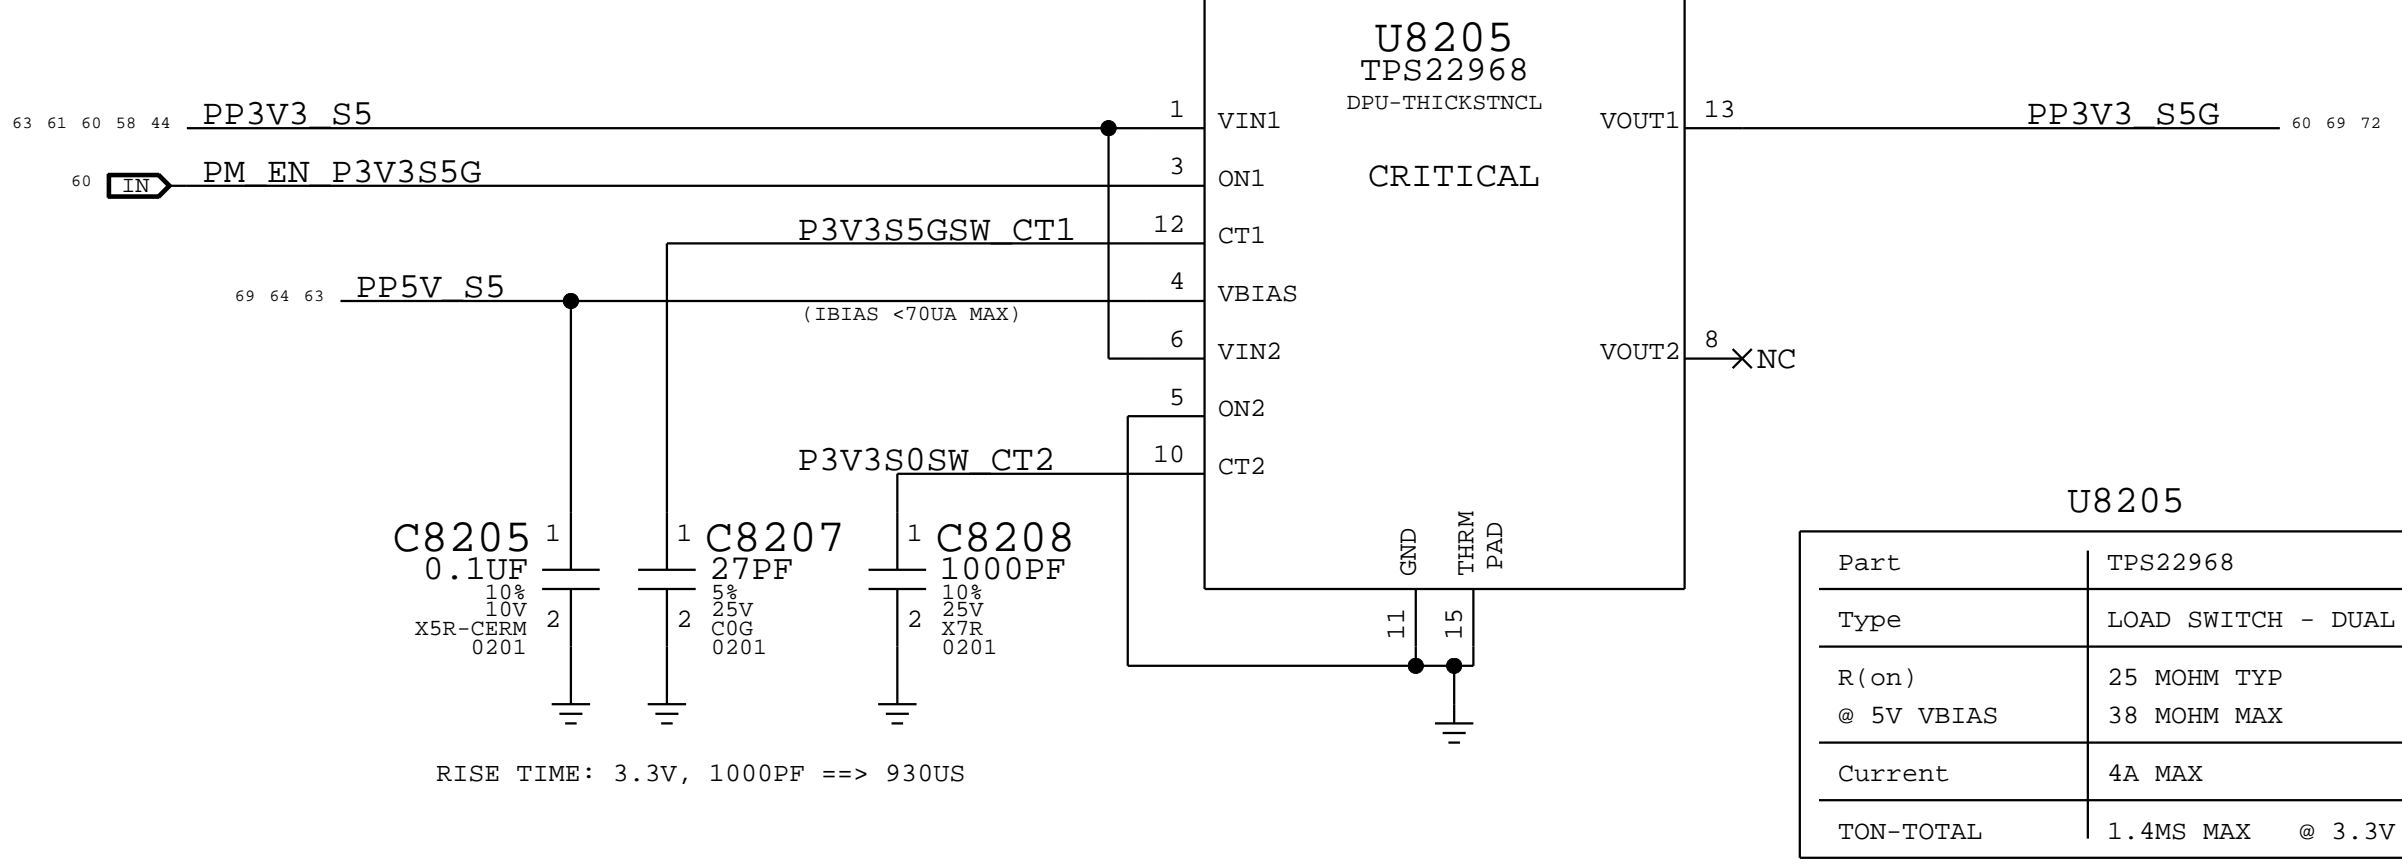 U8205
TPS22968
DPU-THICKSTNCL
CRITICAL
63 61 60 58 44 PP3V3_S5 1 VIN1 VOUT1 13 PP3V3_S5G 60 69 72
60 IN PM_EN_P3V3S5G 3 ON1
P3V3S5GSW_CT1 12 CT1
69 64 63 PP5V_S5 4 VBIAS
(IBIAS <70UA MAX)
6 VIN2 VOUT2 8 NC
5 ON2
P3V3S0SW_CT2 10 CT2
GND
THRM
PAD
11
15
C8205 1
0.1UF
10%
10V
X5R-CERM
0201
2
1 C8207
27PF
5%
25V
C0G
0201
2
1 C8208
1000PF
10%
25V
X7R
0201
2
RISE TIME: 3.3V, 1000PF ==> 930US
U8205
Part TPS22968
Type LOAD SWITCH - DUAL
R(on) 25 MOHM TYP
@ 5V VBIAS 38 MOHM MAX
Current 4A MAX
TON-TOTAL 1.4MS MAX @ 3.3V